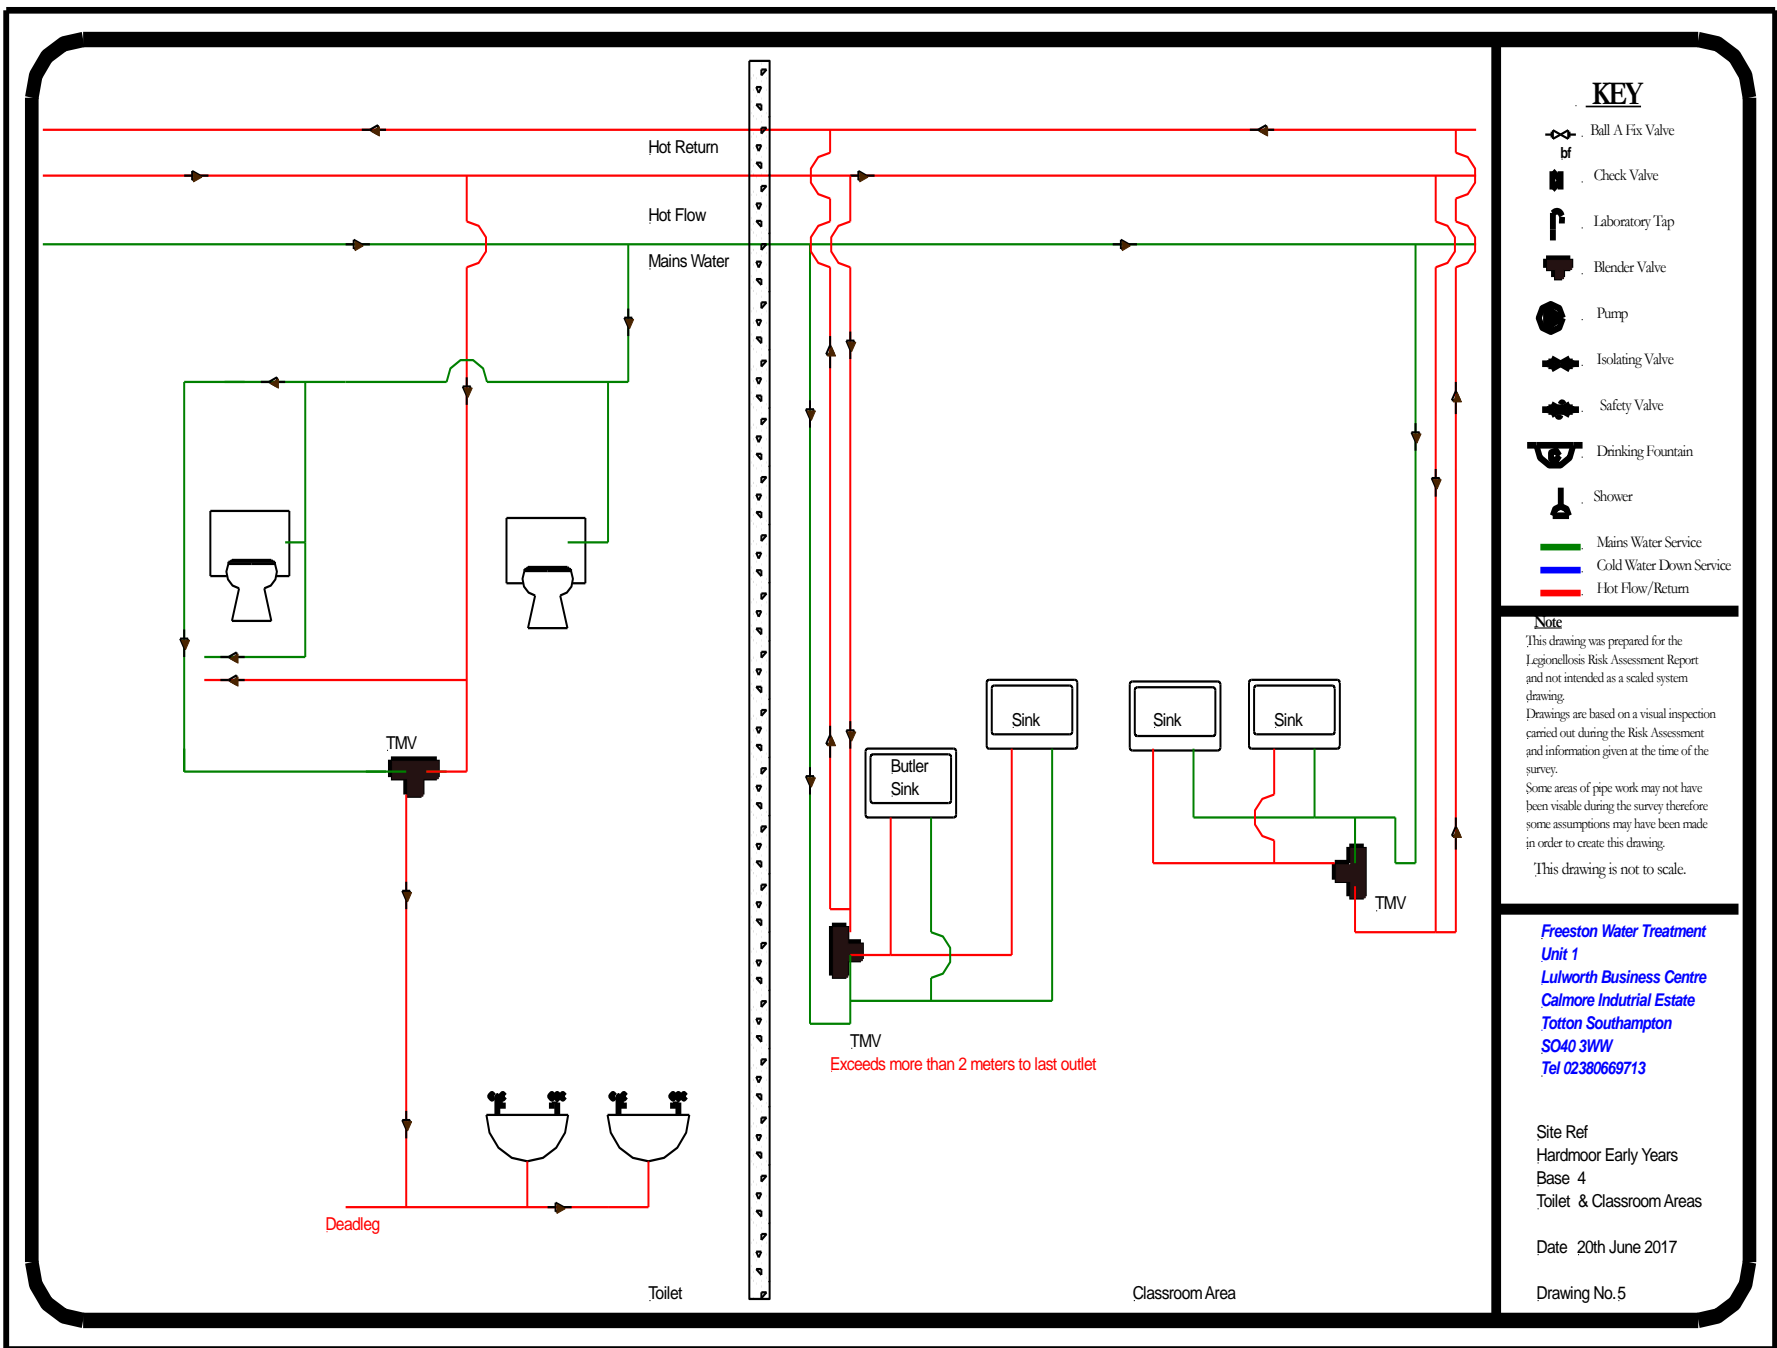 Hot Return
Hot Flow
Mains Water
TMV
Deadleg
Toilet
Butler
Sink
Sink
Sink
Sink
TMV
TMV
Exceeds more than 2 meters to last outlet
Classroom Area
KEY
Ball A Fix Valve
bf
Check Valve
Laboratory Tap
Blender Valve
Pump
Isolating Valve
Safety Valve
Drinking Fountain
Shower
Mains Water Service
Cold Water Down Service
Hot Flow/Return
Note
This drawing was prepared for the
Legionellosis Risk Assessment Report
and not intended as a scaled system
drawing.
Drawings are based on a visual inspection
carried out during the Risk Assessment
and information given at the time of the
survey.
Some areas of pipe work may not have
been visable during the survey therefore
some assumptions may have been made
in order to create this drawing.
This drawing is not to scale.
Freeston Water Treatment
Unit 1
Lulworth Business Centre
Calmore Indutrial Estate
Totton Southampton
SO40 3WW
Tel 02380669713
Site Ref
Hardmoor Early Years
Base 4
Toilet & Classroom Areas
Date 20th June 2017
Drawing No. 5